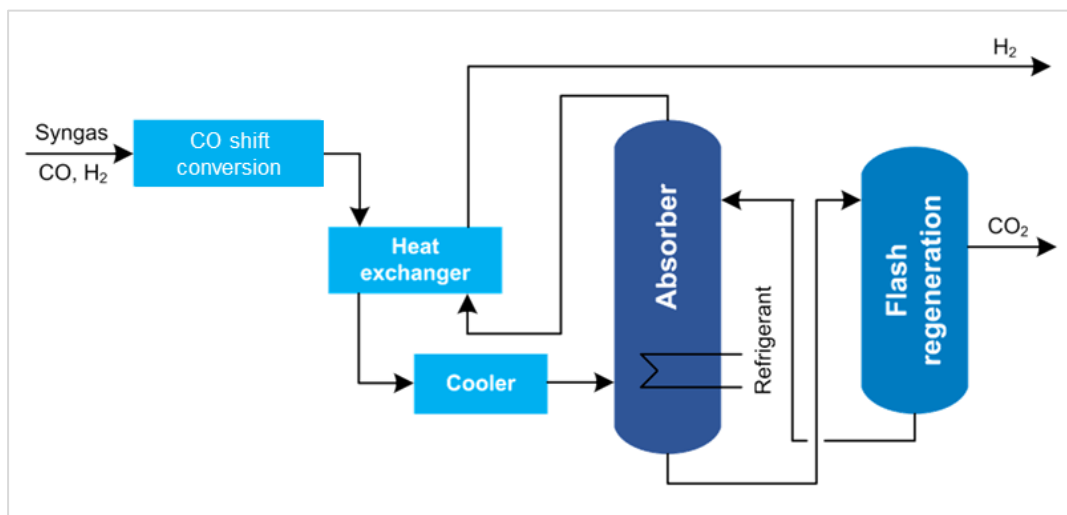 H₂
Syngas
CO, H₂
CO shift
conversion
Heat
exchanger
Cooler
Absorber
Refrigerant
Flash
regeneration
CO₂